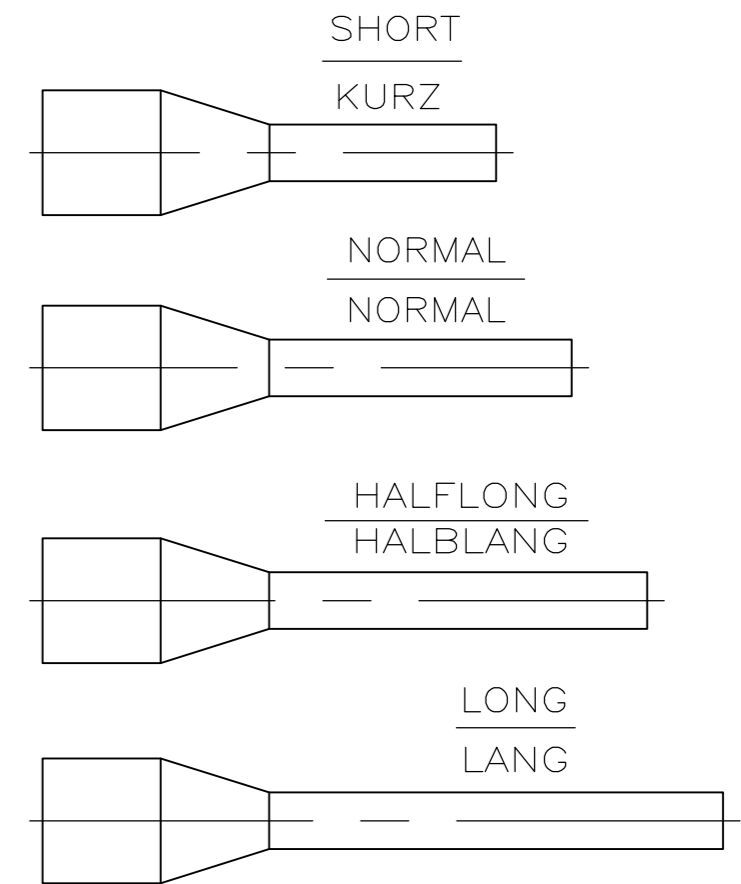 SHORT
KURZ
NORMAL
NORMAL
HALFLONG
HALBLANG
LONG
LANG